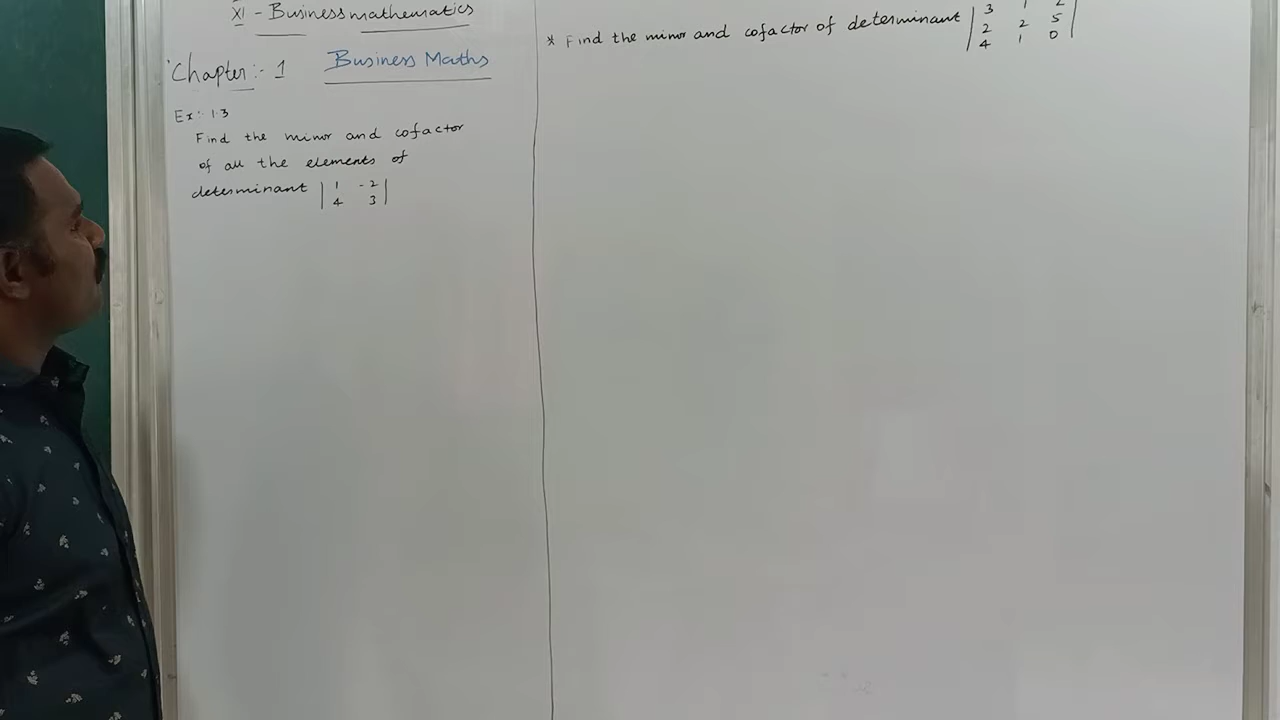 XI - Business mathematics
Chapter :- 1 Business Maths
Ex :- 1.3
Find the minor and cofactor
of all the elements of
determinant | 1 -2 |
| 4 3 |
* Find the minor and cofactor of determinant | 3 1 2 |
| 2 2 5 |
| 4 1 0 |